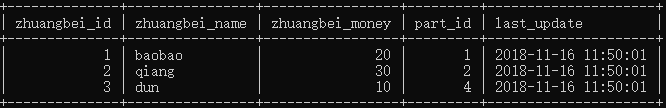 zhuangbei_id | zhuangbei_name | zhuangbei_money | part_id | last_update
1 | baobao | 20 | 1 | 2018-11-16 11:50:01
2 | qiang | 30 | 2 | 2018-11-16 11:50:01
3 | dun | 10 | 4 | 2018-11-16 11:50:01